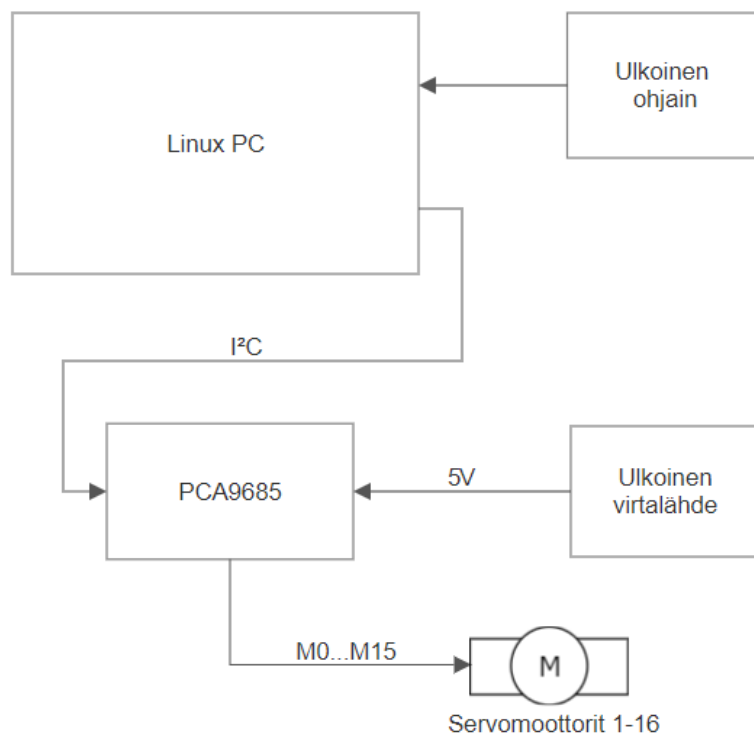 Linux PC
Ulkoinen
ohjain
I²C
PCA9685
5V
Ulkoinen
virtalähde
M0...M15
M
Servomoottorit 1-16